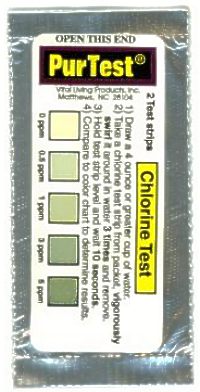 OPEN THIS END
PurTest®
Vital Living Products, Inc.
Matthews, NC 28104
2 Test strips
Chlorine Test
1) Draw a 4 ounce or greater cup of water.
2) Take a chlorine test strip from packet, vigorously
swirl it around in water 3 times and remove.
3) Hold test strip level and wait 10 seconds.
4) Compare to color chart to determine results.
0 ppm
0.5 ppm
1 ppm
3 ppm
5 ppm